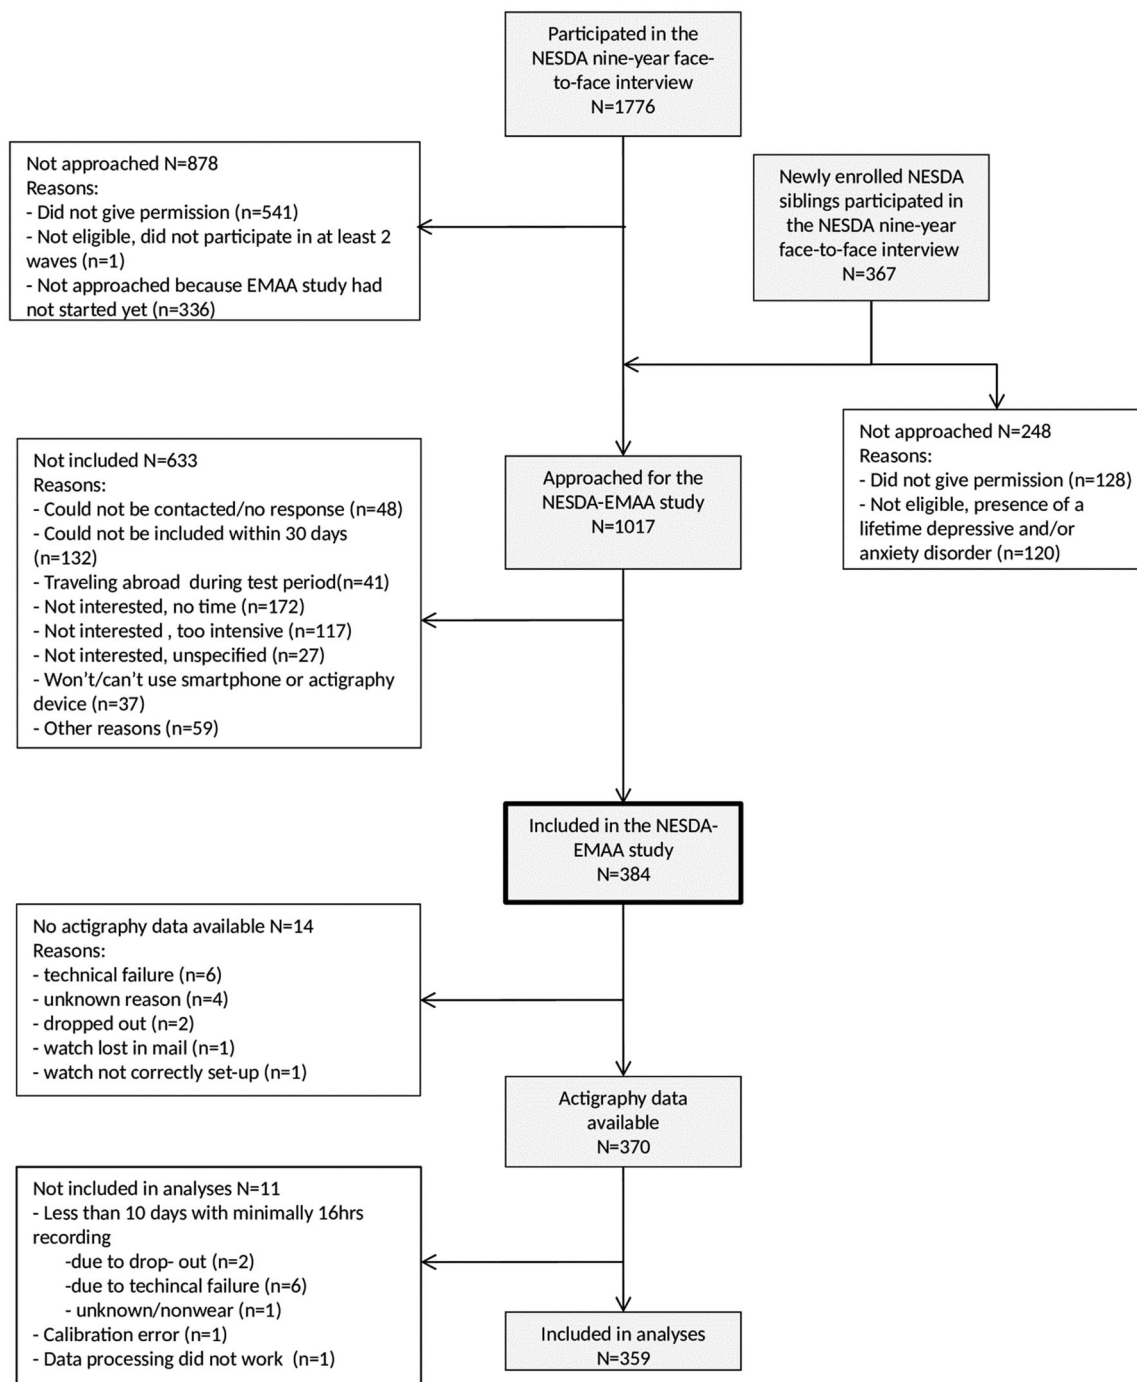 Participated in the
NESDA nine-year face-
to-face interview
N=1776
Not approached N=878
Reasons:
- Did not give permission (n=541)
- Not eligible, did not participate in at least 2
waves (n=1)
- Not approached because EMAA study had
not started yet (n=336)
Newly enrolled NESDA
siblings participated in
the NESDA nine-year
face-to-face interview
N=367
Not approached N=248
Reasons:
- Did not give permission (n=128)
- Not eligible, presence of a
lifetime depressive and/or
anxiety disorder (n=120)
Approached for the
NESDA-EMAA study
N=1017
Not included N=633
Reasons:
- Could not be contacted/no response (n=48)
- Could not be included within 30 days
(n=132)
- Traveling abroad  during test period(n=41)
- Not interested, no time (n=172)
- Not interested , too intensive (n=117)
- Not interested, unspecified (n=27)
- Won’t/can’t use smartphone or actigraphy
device (n=37)
- Other reasons (n=59)
Included in the NESDA-
EMAA study
N=384
No actigraphy data available N=14
Reasons:
- technical failure (n=6)
- unknown reason (n=4)
- dropped out (n=2)
- watch lost in mail (n=1)
- watch not correctly set-up (n=1)
Actigraphy data
available
N=370
Not included in analyses N=11
- Less than 10 days with minimally 16hrs
recording
-due to drop- out (n=2)
-due to techincal failure (n=6)
- unknown/nonwear (n=1)
- Calibration error (n=1)
- Data processing did not work  (n=1)
Included in analyses
N=359